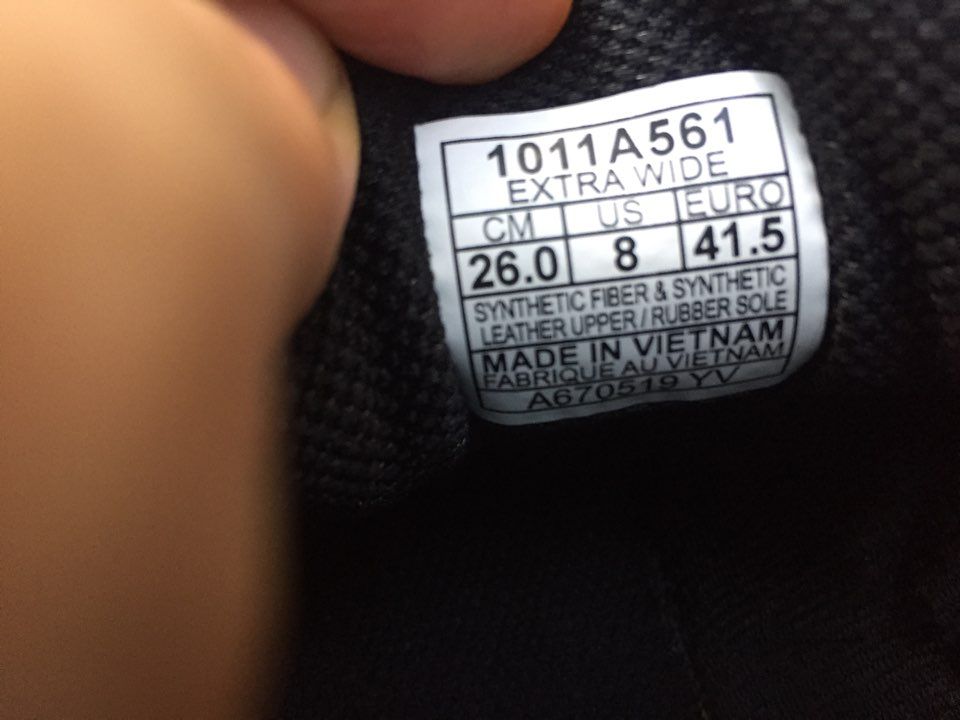 1011A561
EXTRA WIDE
CM US EURO
26.0 8 41.5
SYNTHETIC FIBER & SYNTHETIC
LEATHER UPPER / RUBBER SOLE
MADE IN VIETNAM
FABRIQUE AU VIETNAM
A670519 YV